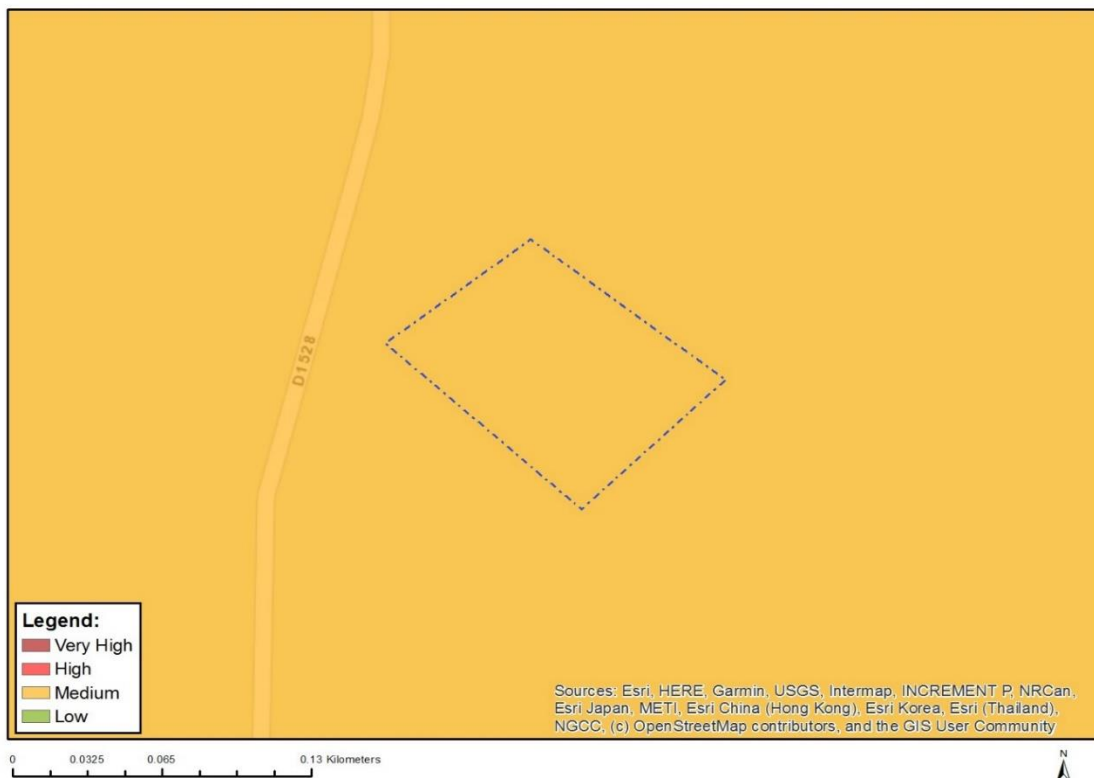 D1528
Legend:
Very High
High
Medium
Low
Sources: Esri, HERE, Garmin, USGS, Intermap, INCREMENT P, NRCan,
Esri Japan, METI, Esri China (Hong Kong), Esri Korea, Esri (Thailand),
NGCC, (c) OpenStreetMap contributors, and the GIS User Community
0 0.0325 0.065 0.13 Kilometers
N